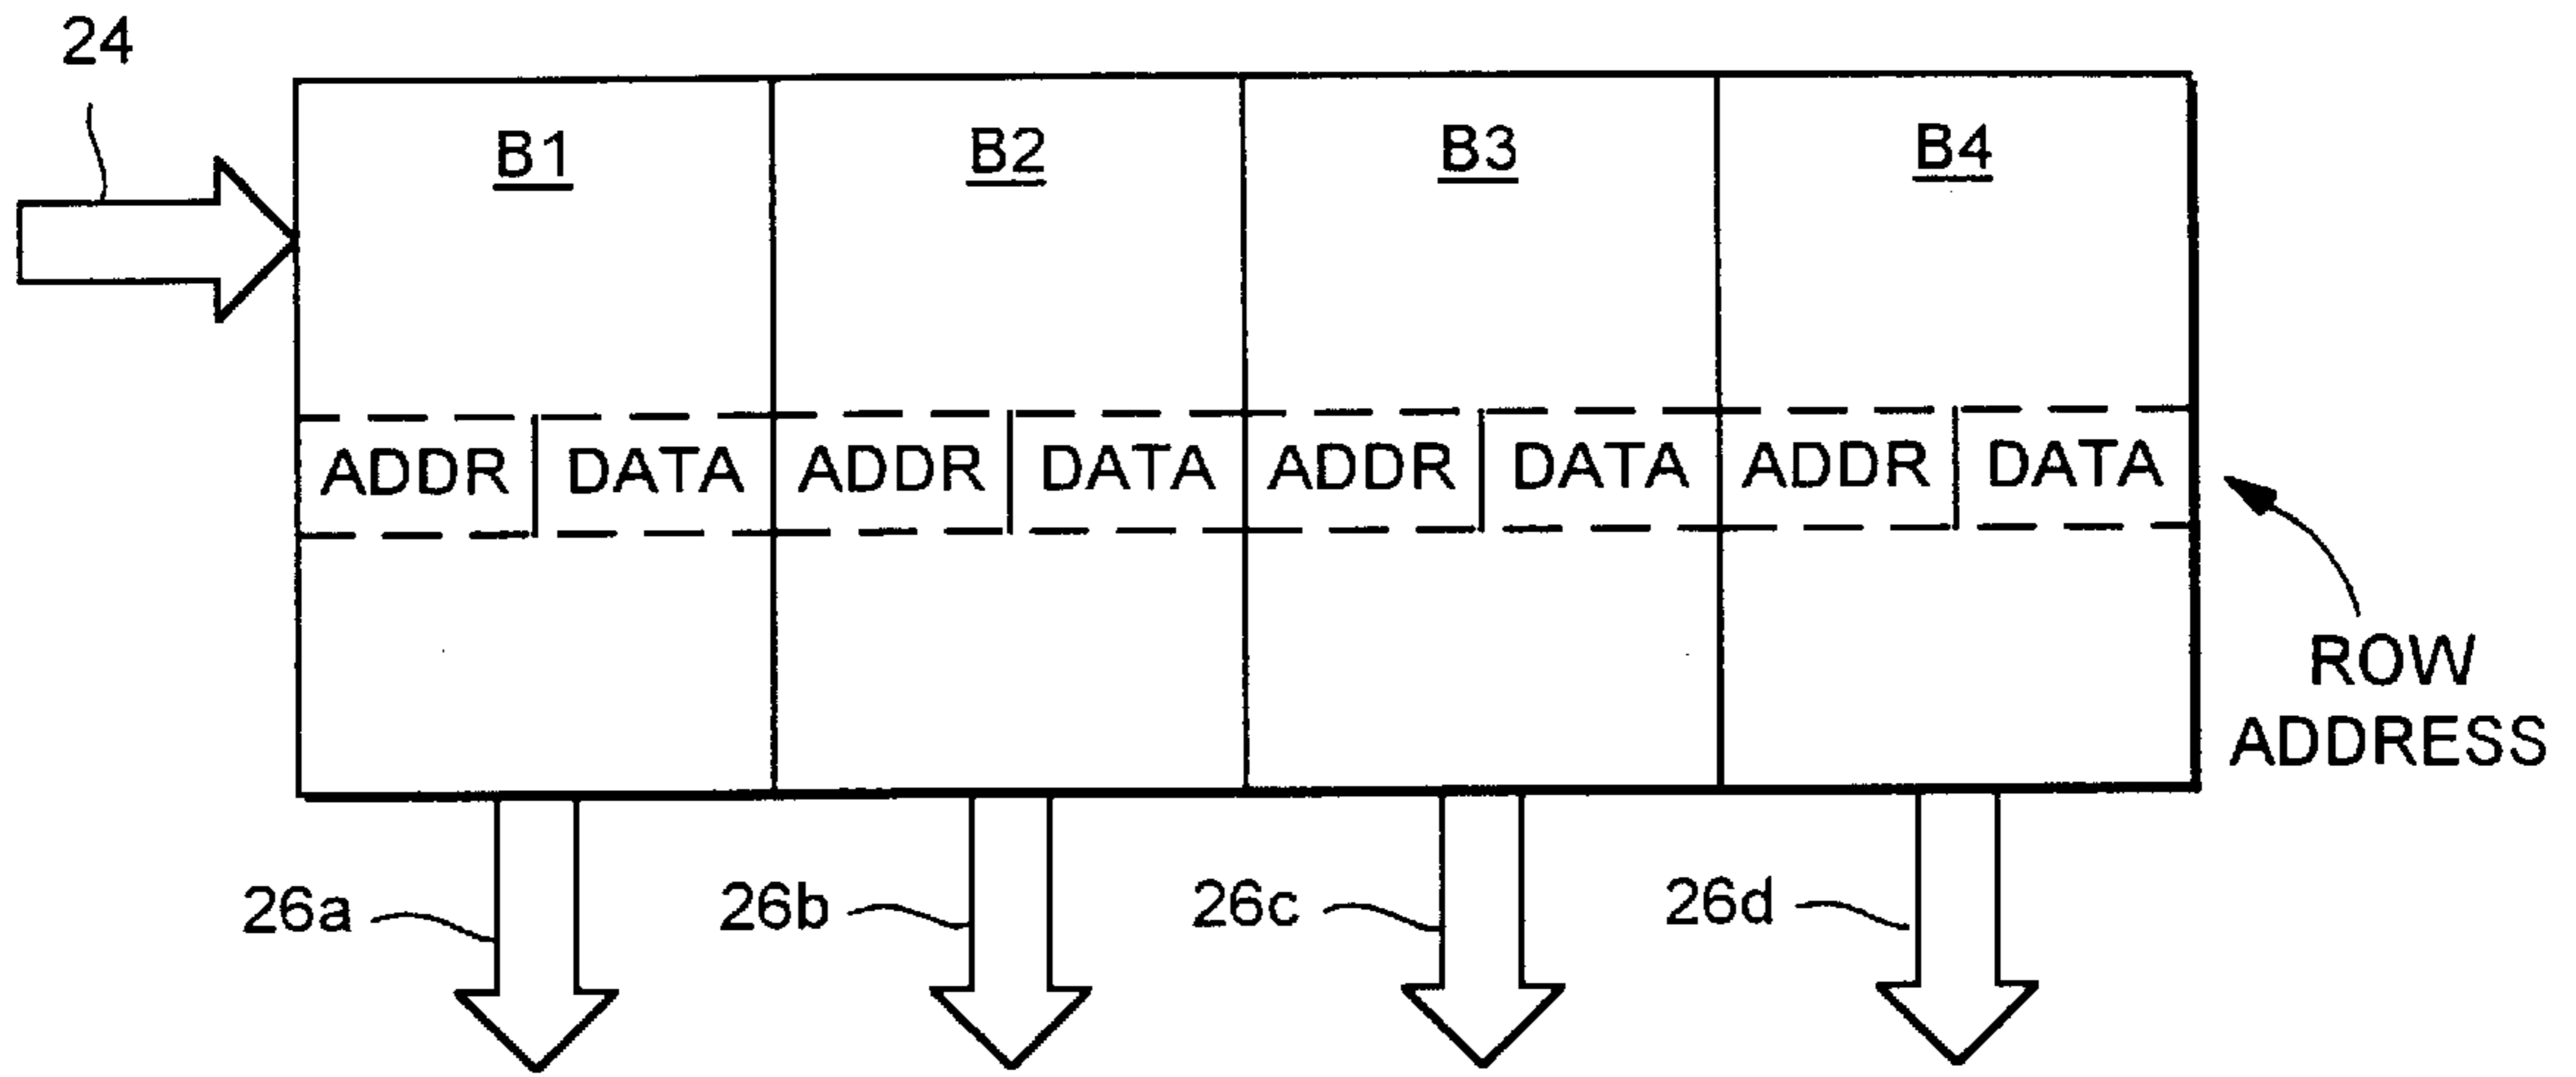 24
B1 B2 B3 B4
ADDR DATA ADDR DATA ADDR DATA ADDR DATA
ROW
ADDRESS
26a 26b 26c 26d